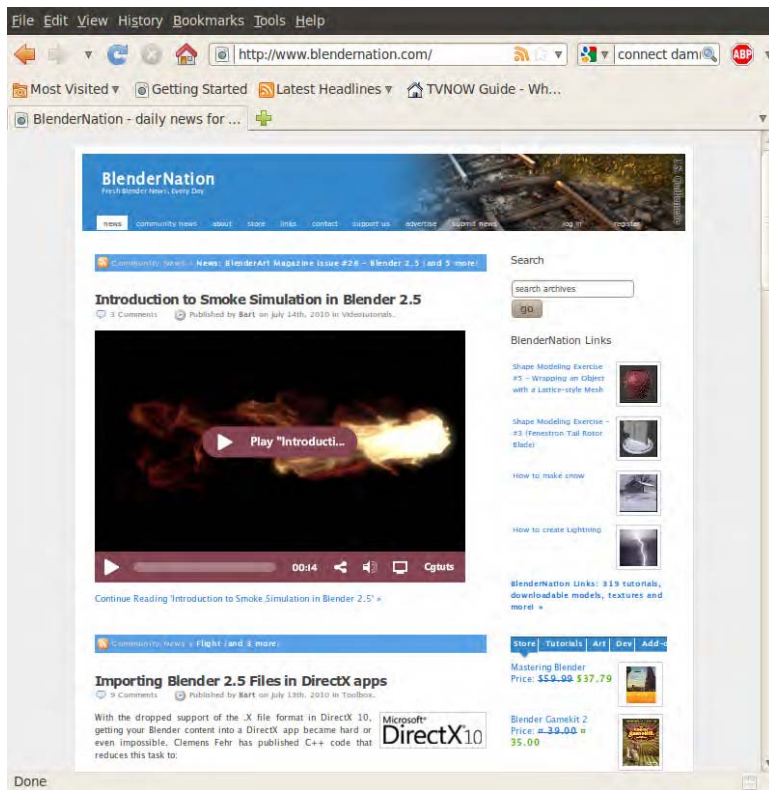 File Edit View History Bookmarks Tools Help
http://www.blendernation.com/
connect dami
ABP
Most Visited Getting Started Latest Headlines TVNOW Guide - Wh...
BlenderNation - daily news for ...
BlenderNation
Fresh Blender News, Every Day
news community news about store links contact support us advertise submit news log in register
Community News » News: BlenderArt Magazine Issue #28 – Blender 2.5 (and 5 more)
Introduction to Smoke Simulation in Blender 2.5
3 Comments Published by Bart on July 14th, 2010 in Videotutorials.
Play "Introducti...
00:14
Cgtuts
Continue Reading 'Introduction to Smoke Simulation in Blender 2.5' »
Community News » Flight (and 3 more)
Importing Blender 2.5 Files in DirectX apps
9 Comments Published by Bart on July 13th, 2010 in Toolbox.
With the dropped support of the .X file format in DirectX 10,
getting your Blender content into a DirectX app became hard or
even impossible. Clemens Fehr has published C++ code that
reduces this task to:
Microsoft®
DirectX10
Search
search archives
go
BlenderNation Links
Shape Modeling Exercise
#5 - Wrapping an Object
with a Lattice-style Mesh
Shape Modeling Exercise -
#3 (Fenestron Tail Rotor
Blade)
How to make snow
How to create Lightning
BlenderNation Links: 319 tutorials,
downloadable models, textures and
more! »
Store Tutorials Art Dev Add-o
Mastering Blender
Price: $59.99 $37.79
Blender Gamekit 2
Price: ¤ 39.00 ¤
35.00
Done